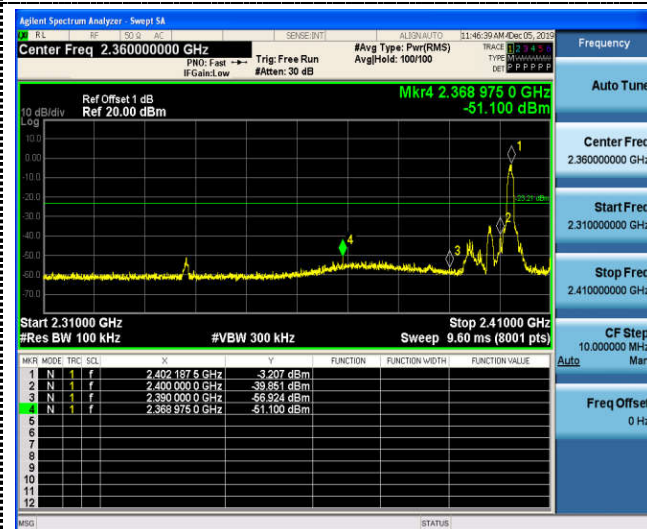 Agilent Spectrum Analyzer - Swept SA
RL RF 50 Ω AC SENSE:INT ALIGNAUTO 11:46:39 AM Dec 05, 2019
Center Freq 2.360000000 GHz
#Avg Type: Pwr(RMS)
TRACE 1 2 3 4 5 6
PNO: Fast Trig: Free Run Avg|Hold: 100/100
TYPE M
IFGain:Low #Atten: 30 dB
DET P P P P P P
Frequency
Auto Tune
Ref Offset 1 dB
Mkr4 2.368 975 0 GHz
10 dB/div Ref 20.00 dBm
-51.100 dBm
Log
10.0
0.00
-10.0
-20.0
-30.0
-40.0
-50.0
-60.0
-70.0
-23.21 dBm
1
2
3
4
Start 2.31000 GHz Stop 2.41000 GHz
#Res BW 100 kHz #VBW 300 kHz Sweep 9.60 ms (8001 pts)
MKR MODE TRC SCL X Y FUNCTION FUNCTION WIDTH FUNCTION VALUE
1 N 1 f 2.402 187 5 GHz -3.207 dBm
2 N 1 f 2.400 000 0 GHz -39.851 dBm
3 N 1 f 2.390 000 0 GHz -56.924 dBm
4 N 1 f 2.368 975 0 GHz -51.100 dBm
5
6
7
8
9
10
11
12
Center Freq
2.360000000 GHz
Start Freq
2.310000000 GHz
Stop Freq
2.410000000 GHz
CF Step
10.000000 MHz
Auto Man
Freq Offset
0 Hz
MSG STATUS